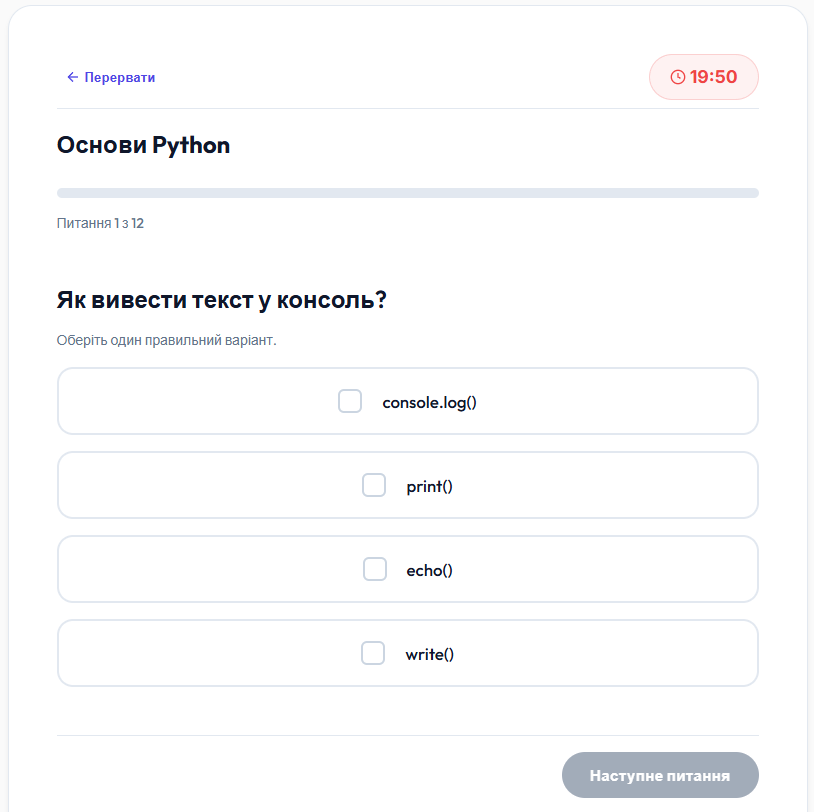 ← Перервати
19:50
Основи Python
Питання 1 з 12
Як вивести текст у консоль?
Оберіть один правильний варіант.
console.log()
print()
echo()
write()
Наступне питання